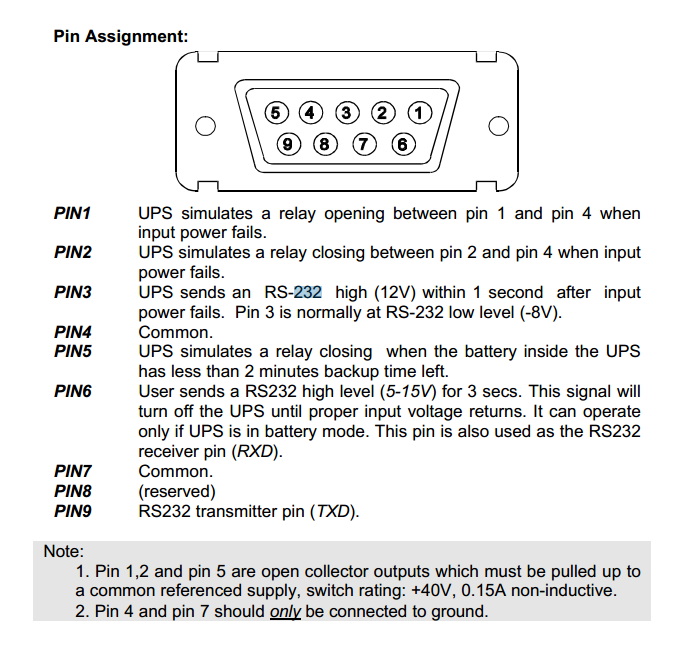 Pin Assignment:
5 4 3 2 1
9 8 7 6
PIN1 UPS simulates a relay opening between pin 1 and pin 4 when
input power fails.
PIN2 UPS simulates a relay closing between pin 2 and pin 4 when input
power fails.
PIN3 UPS sends an RS-232 high (12V) within 1 second after input
power fails. Pin 3 is normally at RS-232 low level (-8V).
PIN4 Common.
PIN5 UPS simulates a relay closing when the battery inside the UPS
has less than 2 minutes backup time left.
PIN6 User sends a RS232 high level (5-15V) for 3 secs. This signal will
turn off the UPS until proper input voltage returns. It can operate
only if UPS is in battery mode. This pin is also used as the RS232
receiver pin (RXD).
PIN7 Common.
PIN8 (reserved)
PIN9 RS232 transmitter pin (TXD).
Note:
1. Pin 1,2 and pin 5 are open collector outputs which must be pulled up to
a common referenced supply, switch rating: +40V, 0.15A non-inductive.
2. Pin 4 and pin 7 should only be connected to ground.